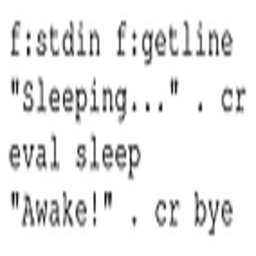 f:stdin f:getline
"Sleeping..." . cr
eval sleep
"Awake!" . cr bye